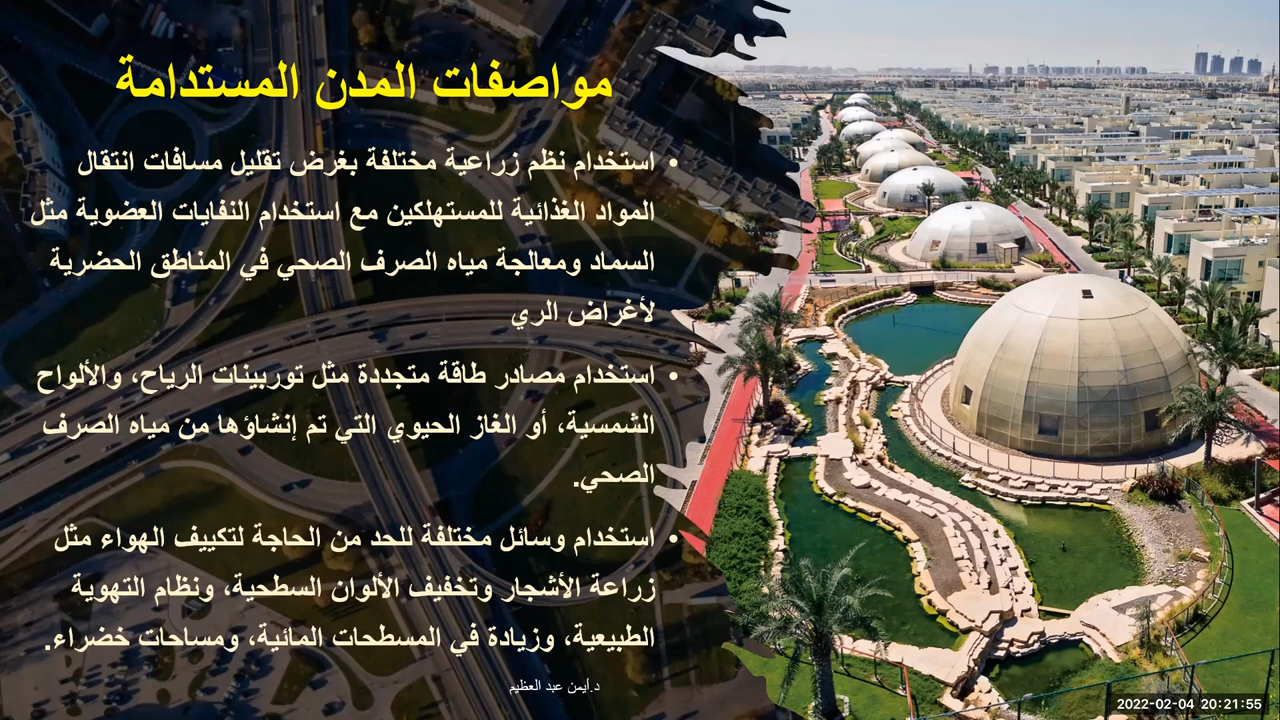 مواصفات المدن المستدامة
• استخدام نظم زراعية مختلفة بغرض تقليل مسافات انتقال
المواد الغذائية للمستهلكين مع استخدام النفايات العضوية مثل
السماد ومعالجة مياه الصرف الصحي في المناطق الحضرية
لأغراض الري
• استخدام مصادر طاقة متجددة مثل توربينات الرياح، والألواح
الشمسية، أو الغاز الحيوي التي تم إنشاؤها من مياه الصرف
الصحي.
• استخدام وسائل مختلفة للحد من الحاجة لتكييف الهواء مثل
زراعة الأشجار وتخفيف الألوان السطحية، ونظام التهوية
الطبيعية، وزيادة في المسطحات المائية، ومساحات خضراء.
د.أيمن عبد العظيم
2022-02-04 20:21:55